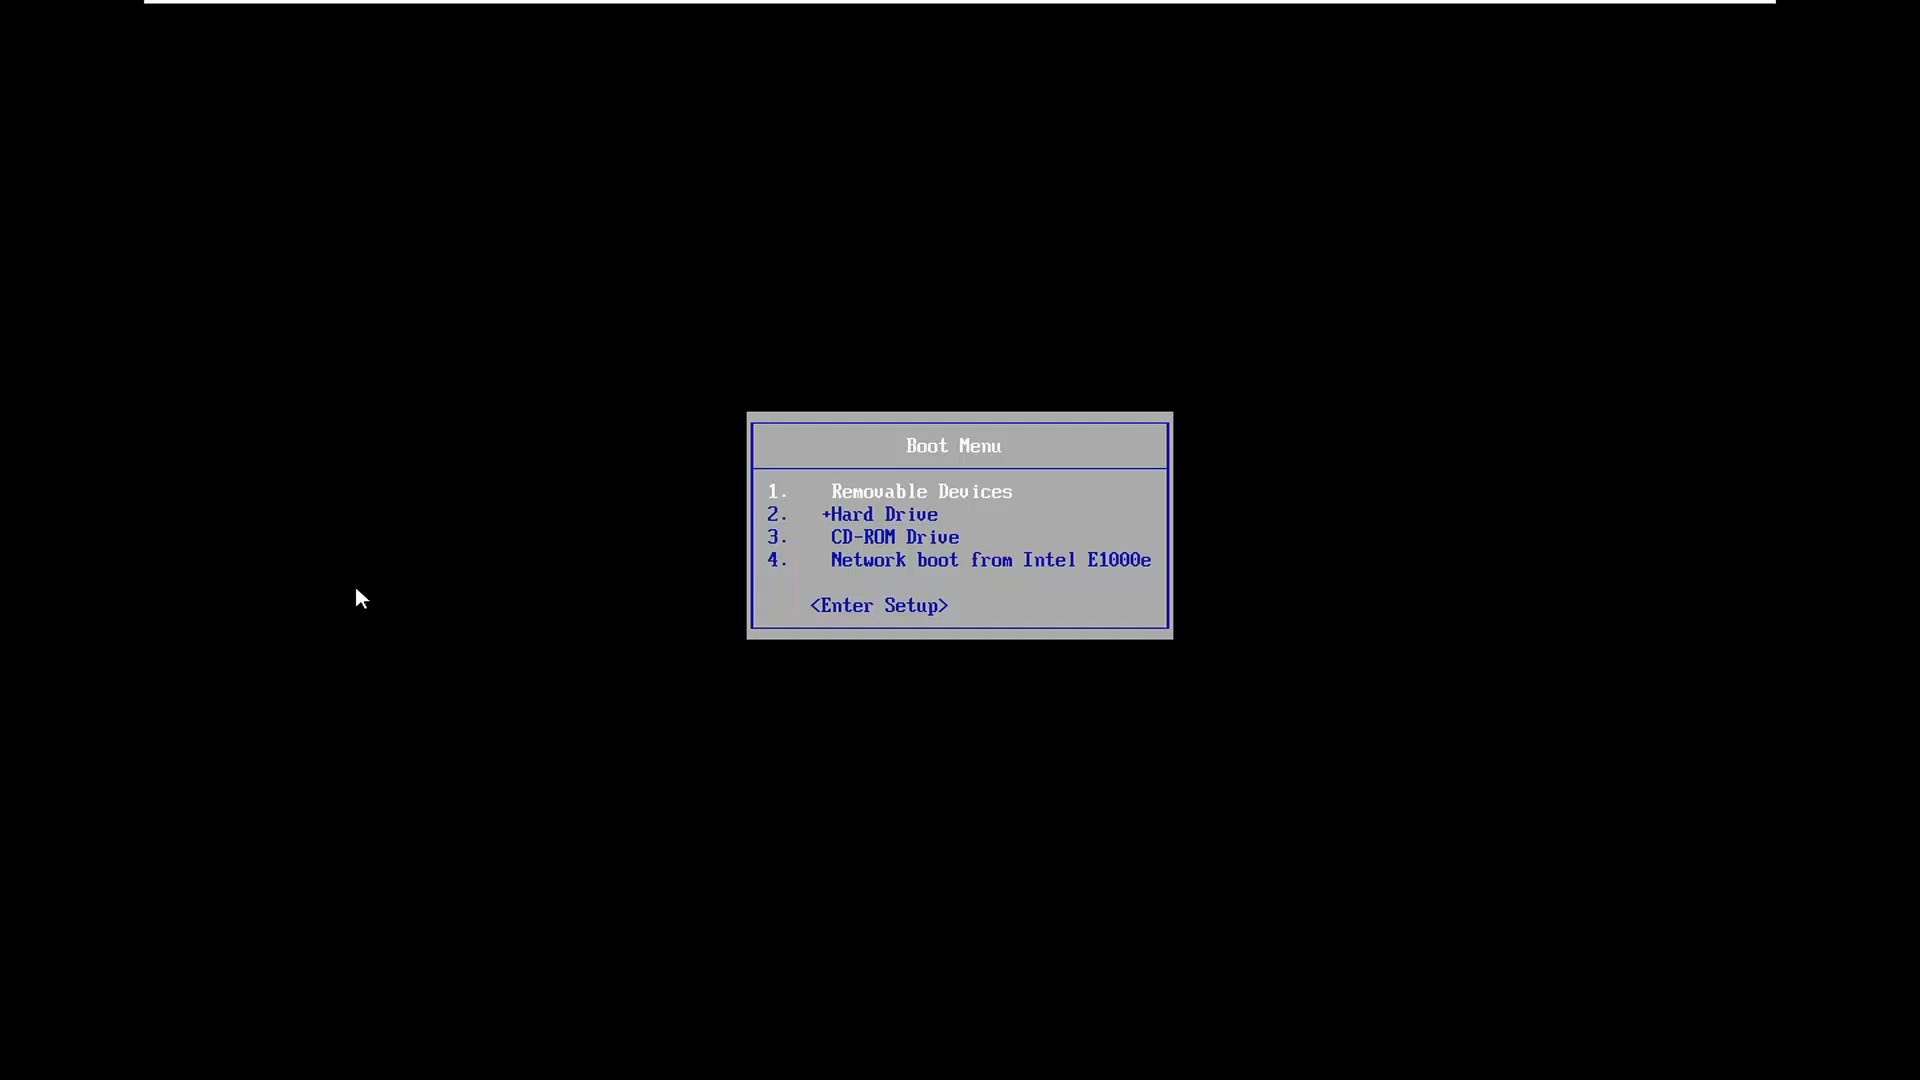 Boot Menu
1. Removable Devices
2. +Hard Drive
3. CD-ROM Drive
4. Network boot from Intel E1000e
<Enter Setup>